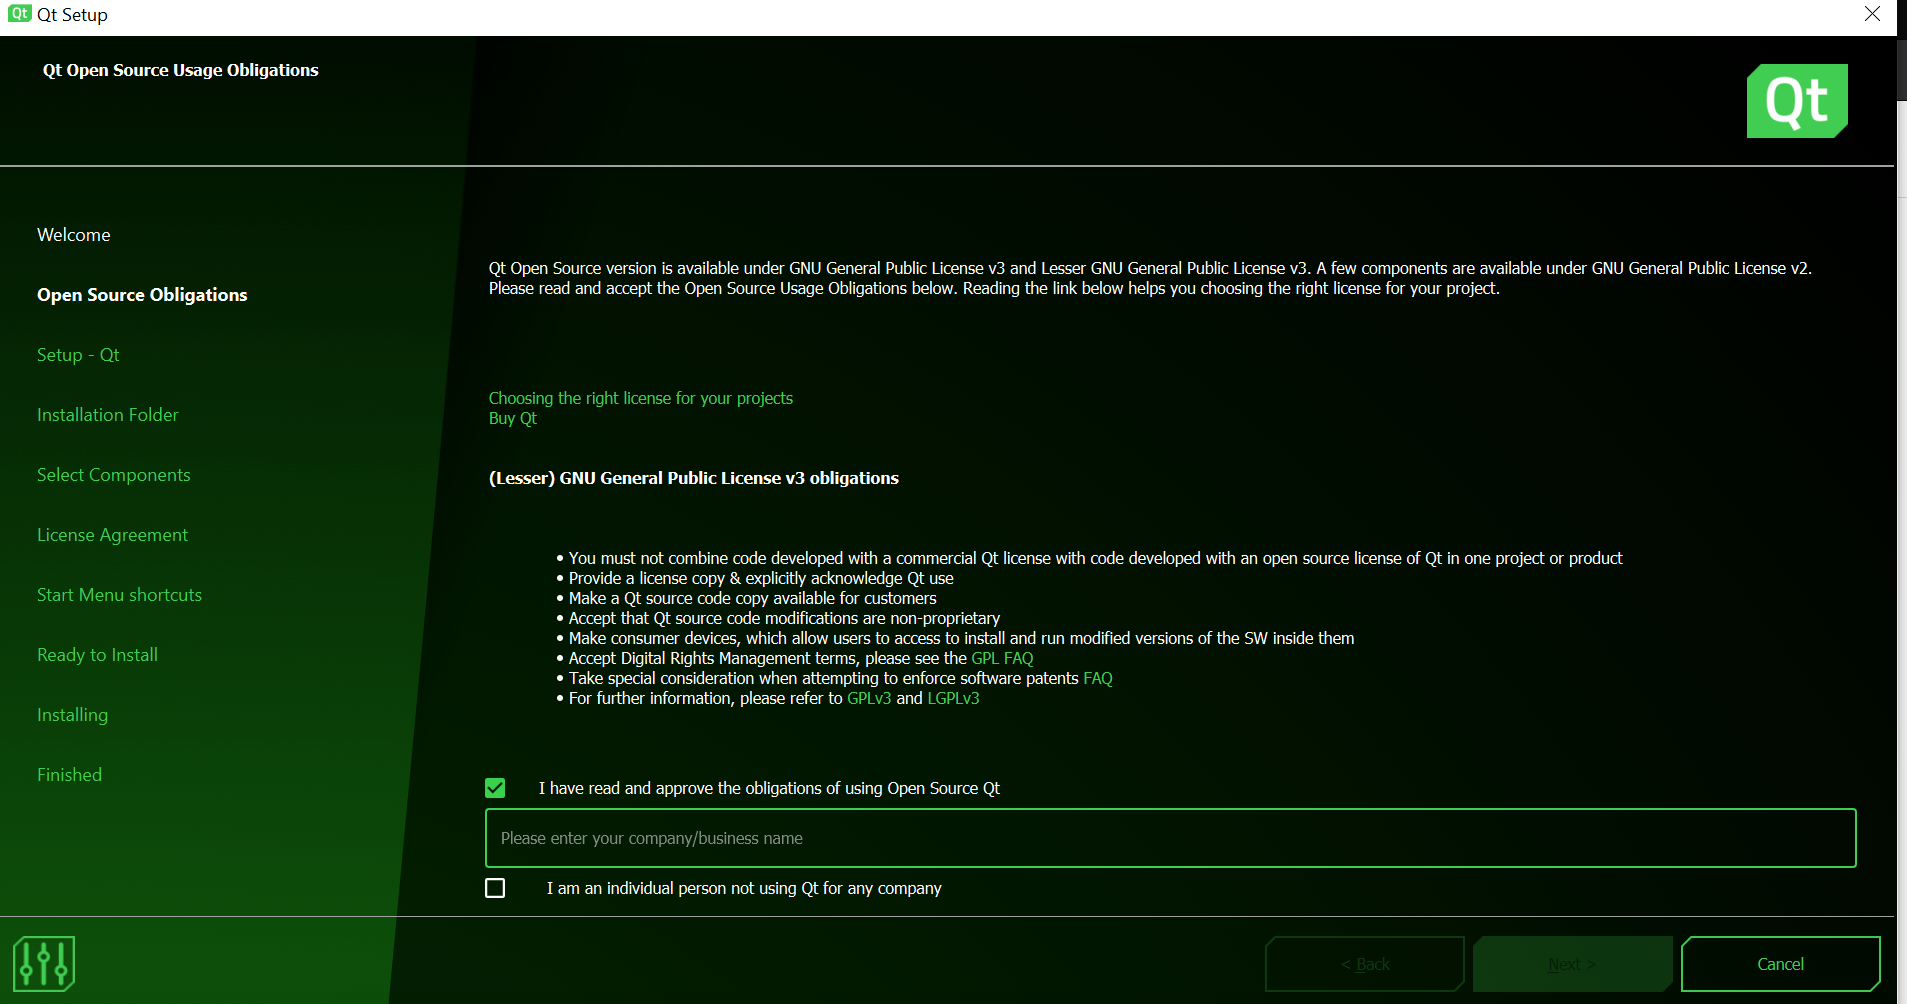 Qt Qt Setup
Qt Open Source Usage Obligations
Qt
Welcome
Open Source Obligations
Setup - Qt
Installation Folder
Select Components
License Agreement
Start Menu shortcuts
Ready to Install
Installing
Finished
Qt Open Source version is available under GNU General Public License v3 and Lesser GNU General Public License v3. A few components are available under GNU General Public License v2.
Please read and accept the Open Source Usage Obligations below. Reading the link below helps you choosing the right license for your project.
Choosing the right license for your projects
Buy Qt
(Lesser) GNU General Public License v3 obligations
• You must not combine code developed with a commercial Qt license with code developed with an open source license of Qt in one project or product
• Provide a license copy & explicitly acknowledge Qt use
• Make a Qt source code copy available for customers
• Accept that Qt source code modifications are non-proprietary
• Make consumer devices, which allow users to access to install and run modified versions of the SW inside them
• Accept Digital Rights Management terms, please see the GPL FAQ
• Take special consideration when attempting to enforce software patents FAQ
• For further information, please refer to GPLv3 and LGPLv3
I have read and approve the obligations of using Open Source Qt
Please enter your company/business name
I am an individual person not using Qt for any company
< Back
Next >
Cancel